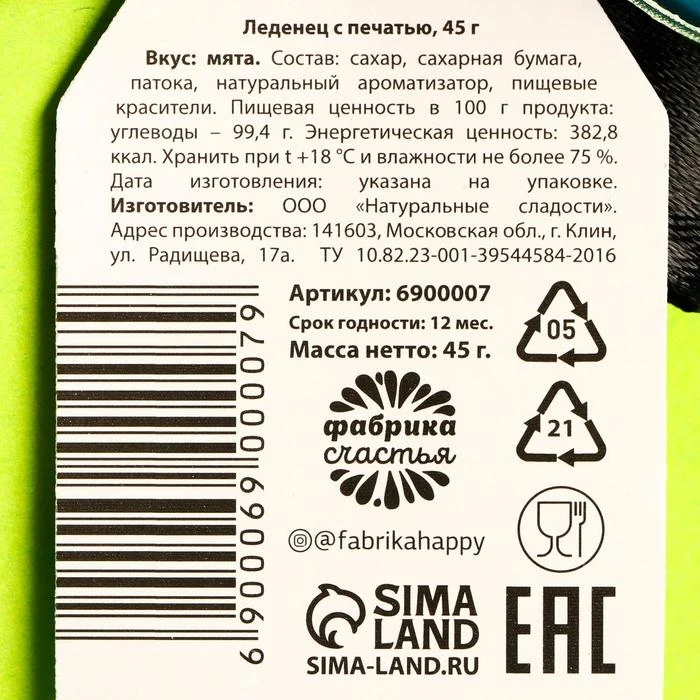 Леденец с печатью, 45 г
Вкус: мята. Состав: сахар, сахарная бумага,
патока, натуральный ароматизатор, пищевые
красители. Пищевая ценность в 100 г продукта:
углеводы – 99,4 г. Энергетическая ценность: 382,8
ккал. Хранить при t +18 °С и влажности не более 75 %.
Дата изготовления: указана на упаковке.
Изготовитель: ООО «Натуральные сладости».
Адрес производства: 141603, Московская обл., г. Клин,
ул. Радищева, 17а. ТУ 10.82.23-001-39544584-2016
Артикул: 6900007
Срок годности: 12 мес.
Масса нетто: 45 г.
05
21
фабрика
счастья
@fabrikahappy
SIMA
LAND
SIMA-LAND.RU
EAC
6 900069 000079